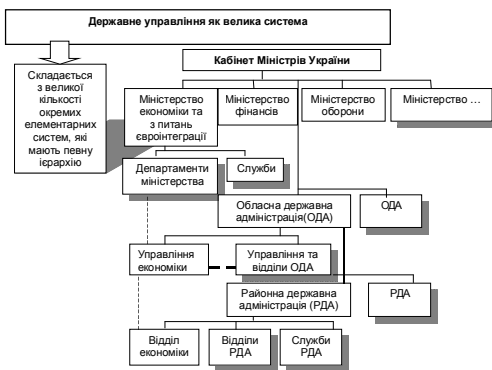 Державне управління як велика система
Кабінет Міністрів України
Складається
з великої
кількості
окремих
елементарних
систем, які
мають певну
ієрархію
Міністерство
економіки та
з питань
євроінтеграції
Міністерство
фінансів
Міністерство
оборони
Міністерство ...
Департаменти
міністерства
Служби
Обласна державна
адміністрація(ОДА)
ОДА
Управління
економіки
Управління та
відділи ОДА
Районна державна
адміністрація (РДА)
РДА
Відділ
економіки
Відділи
РДА
Служби
РДА